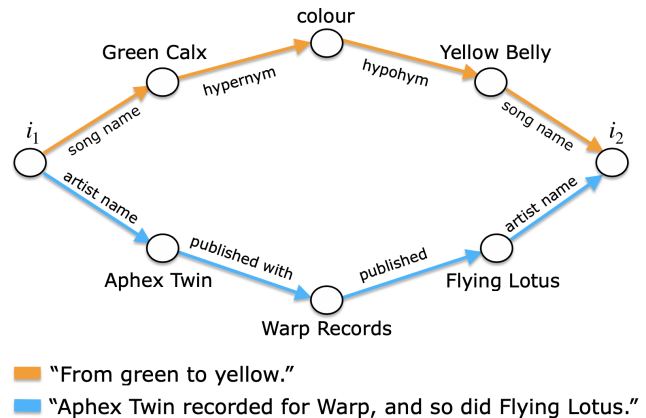 colour
Green Calx
Yellow Belly
hypernym
hypohym
song name
song name
i1
i2
artist name
artist name
published with
published
Aphex Twin
Flying Lotus
Warp Records
“From green to yellow.”
“Aphex Twin recorded for Warp, and so did Flying Lotus.”